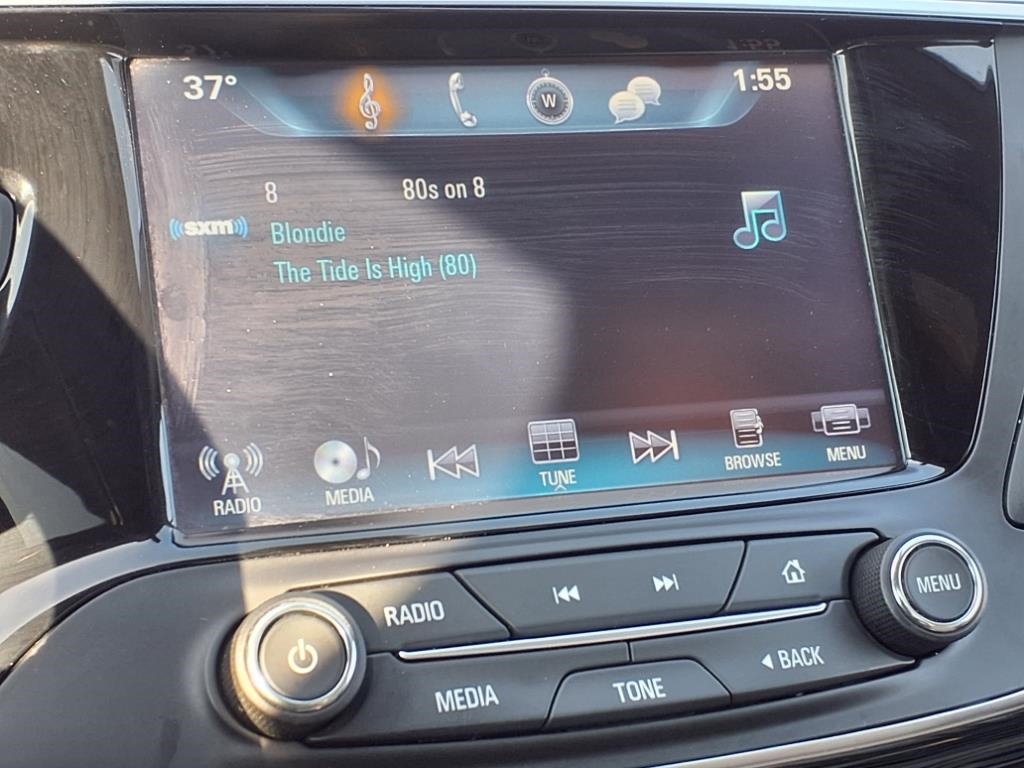 37°
W
1:55
8 80s on 8
sxm
Blondie
The Tide Is High (80)
RADIO
MEDIA
TUNE
BROWSE
MENU
RADIO
MENU
MEDIA
TONE
BACK